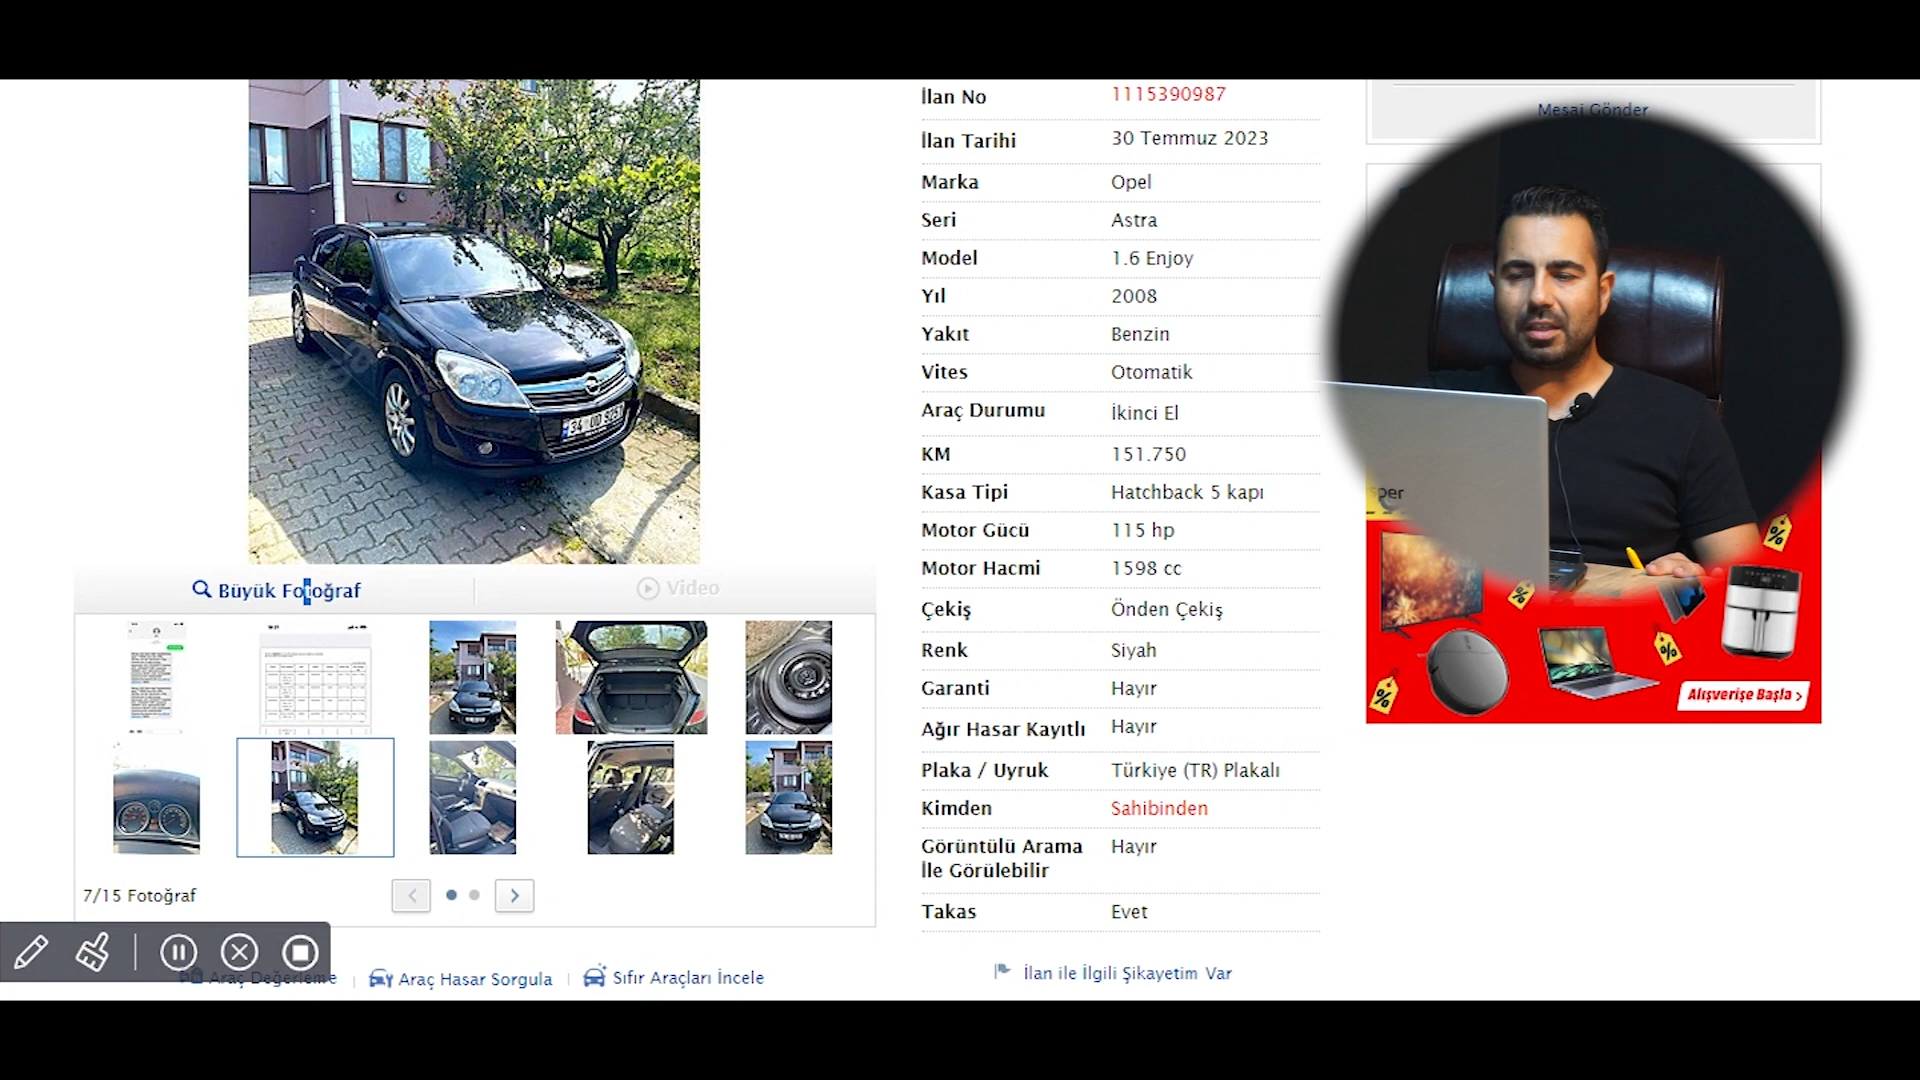 İlan No 1115390987
İlan Tarihi 30 Temmuz 2023
Marka Opel
Seri Astra
Model 1.6 Enjoy
Yıl 2008
Yakıt Benzin
Vites Otomatik
Araç Durumu İkinci El
KM 151.750
Kasa Tipi Hatchback 5 kapı
Motor Gücü 115 hp
Motor Hacmi 1598 cc
Çekiş Önden Çekiş
Renk Siyah
Garanti Hayır
Ağır Hasar Kayıtlı Hayır
Plaka / Uyruk Türkiye (TR) Plakalı
Kimden Sahibinden
Görüntülü Arama Hayır
İle Görülebilir
Takas Evet
İlan ile İlgili Şikayetim Var
Büyük Fotoğraf
Video
7/15 Fotoğraf
Araç Değerleme
Araç Hasar Sorgula
Sıfır Araçları İncele
Mesaj Gönder
Alışverişe Başla >